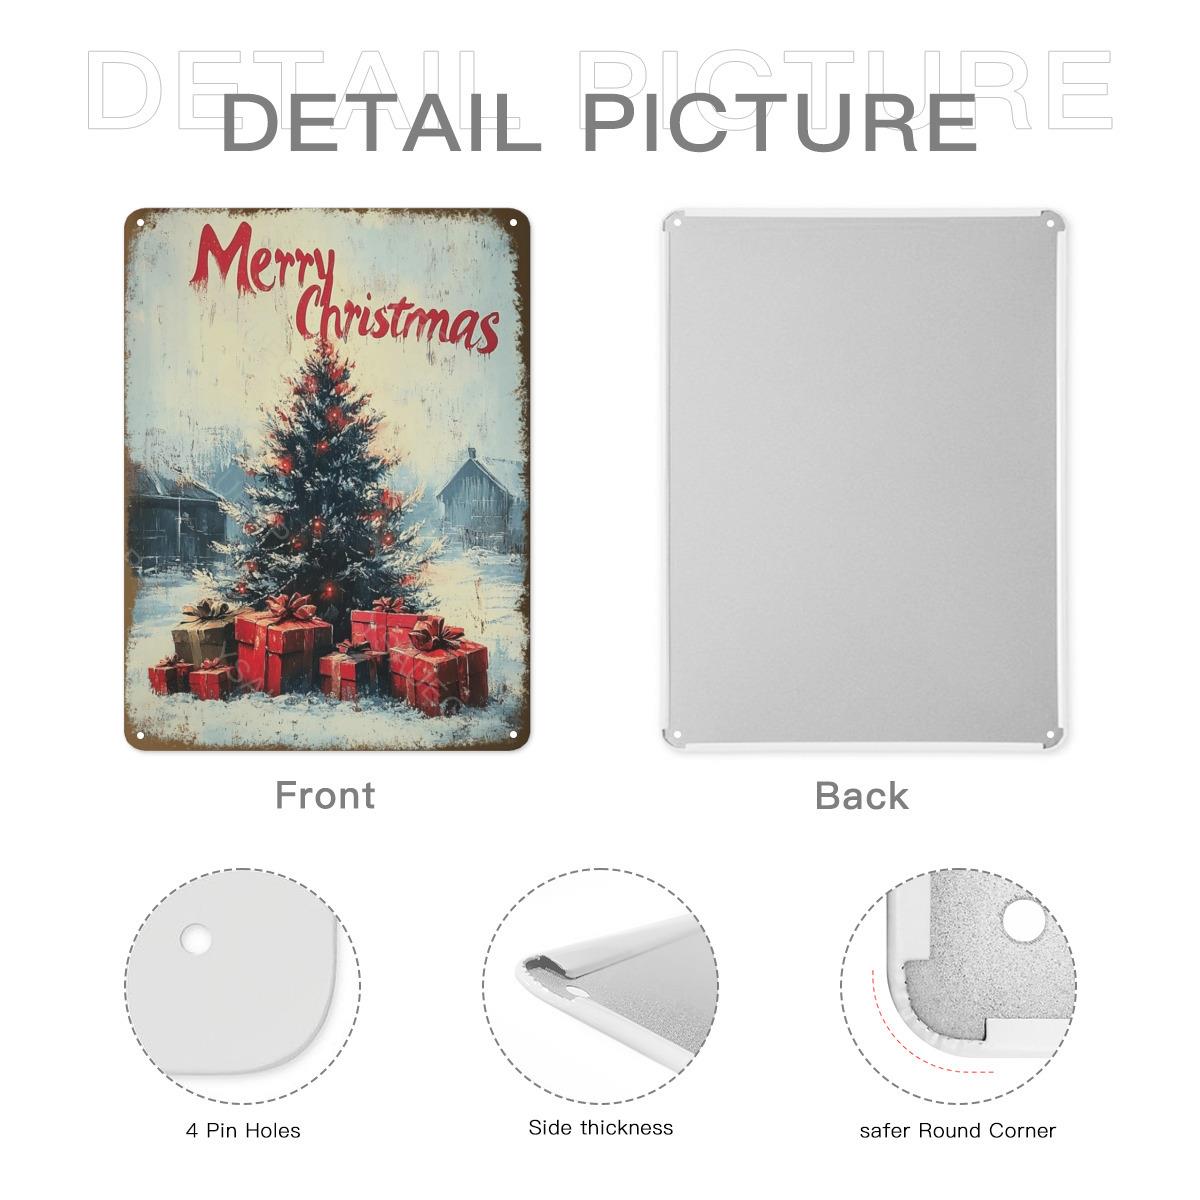 DETAIL PICTURE
DETAIL PICTURE
Merry
Christmas
Front
Back
4 Pin Holes
Side thickness
safer Round Corner